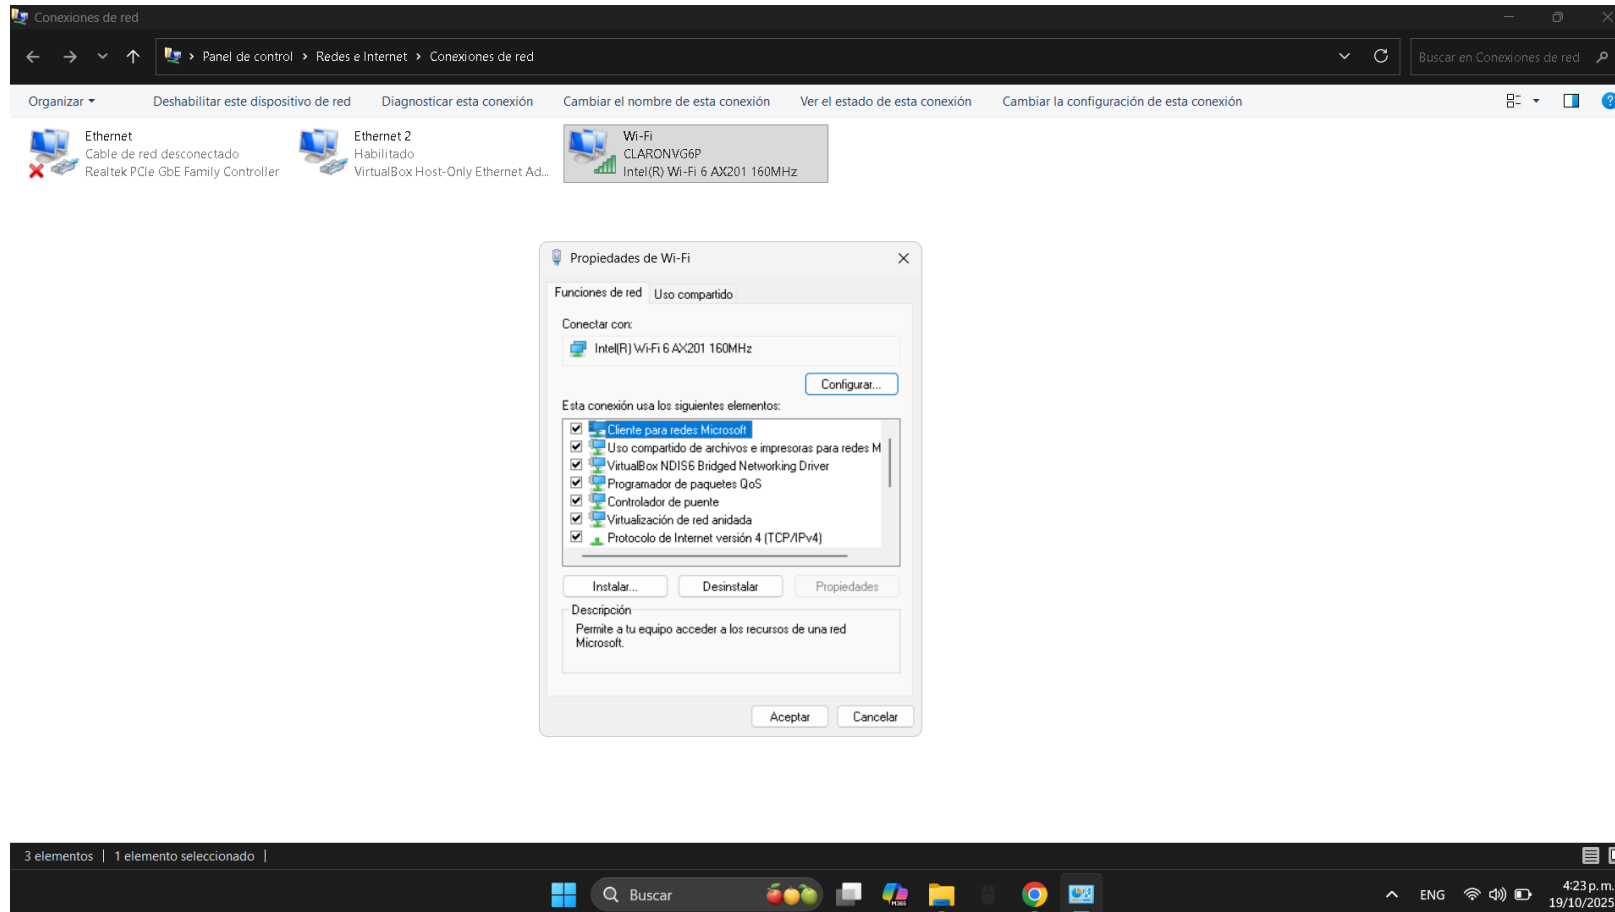 Conexiones de red
Panel de control > Redes e Internet > Conexiones de red
Buscar en Conexiones de red
Organizar
Deshabilitar este dispositivo de red
Diagnosticar esta conexión
Cambiar el nombre de esta conexión
Ver el estado de esta conexión
Cambiar la configuración de esta conexión
Ethernet
Cable de red desconectado
Realtek PCIe GbE Family Controller
Ethernet 2
Habilitado
VirtualBox Host-Only Ethernet Ad...
Wi-Fi
CLARONVG6P
Intel(R) Wi-Fi 6 AX201 160MHz
Propiedades de Wi-Fi
Funciones de red
Uso compartido
Conectar con:
Intel(R) Wi-Fi 6 AX201 160MHz
Configurar...
Esta conexión usa los siguientes elementos:
Cliente para redes Microsoft
Uso compartido de archivos e impresoras para redes M
VirtualBox NDIS6 Bridged Networking Driver
Programador de paquetes QoS
Controlador de puente
Virtualización de red anidada
Protocolo de Internet versión 4 (TCP/IPv4)
Instalar...
Desinstalar
Propiedades
Descripción
Permite a tu equipo acceder a los recursos de una red
Microsoft.
Aceptar
Cancelar
3 elementos
1 elemento seleccionado
Buscar
M365
ENG
4:23 p. m.
19/10/2025